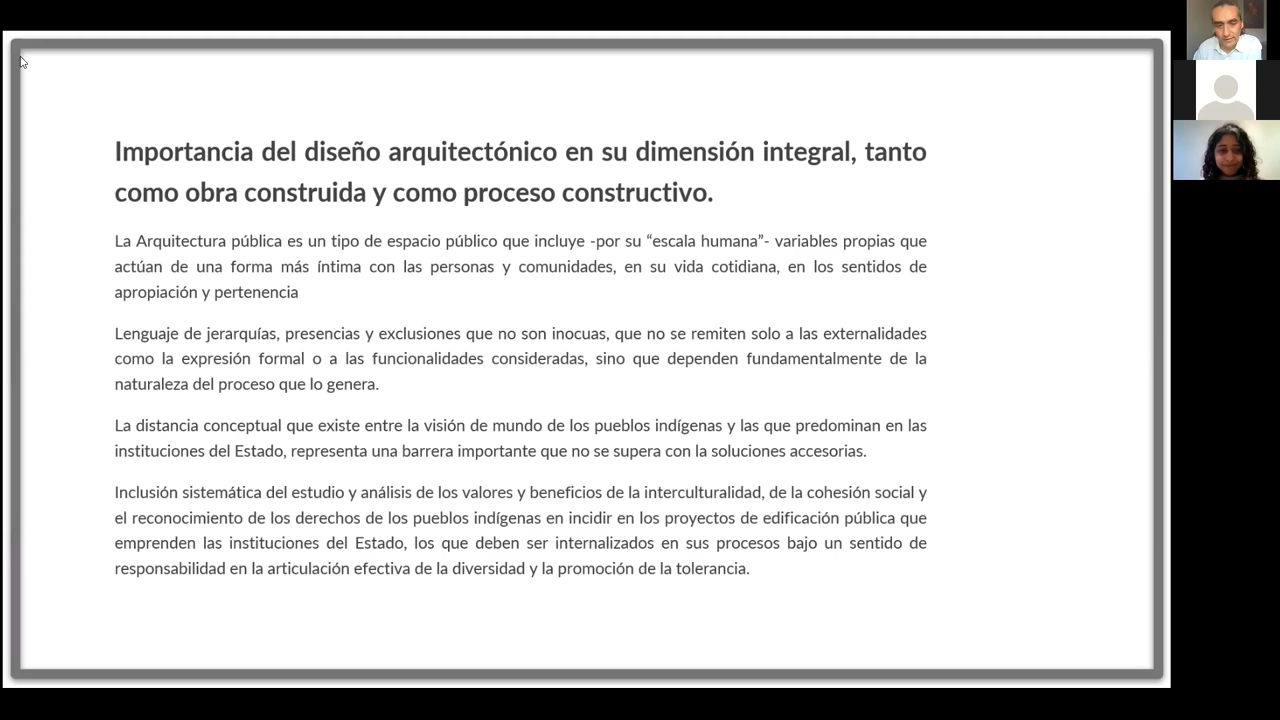 Importancia del diseño arquitectónico en su dimensión integral, tanto
como obra construida y como proceso constructivo.
La Arquitectura pública es un tipo de espacio público que incluye -por su “escala humana”- variables propias que
actúan de una forma más íntima con las personas y comunidades, en su vida cotidiana, en los sentidos de
apropiación y pertenencia
Lenguaje de jerarquías, presencias y exclusiones que no son inocuas, que no se remiten solo a las externalidades
como la expresión formal o a las funcionalidades consideradas, sino que dependen fundamentalmente de la
naturaleza del proceso que lo genera.
La distancia conceptual que existe entre la visión de mundo de los pueblos indígenas y las que predominan en las
instituciones del Estado, representa una barrera importante que no se supera con la soluciones accesorias.
Inclusión sistemática del estudio y análisis de los valores y beneficios de la interculturalidad, de la cohesión social y
el reconocimiento de los derechos de los pueblos indígenas en incidir en los proyectos de edificación pública que
emprenden las instituciones del Estado, los que deben ser internalizados en sus procesos bajo un sentido de
responsabilidad en la articulación efectiva de la diversidad y la promoción de la tolerancia.